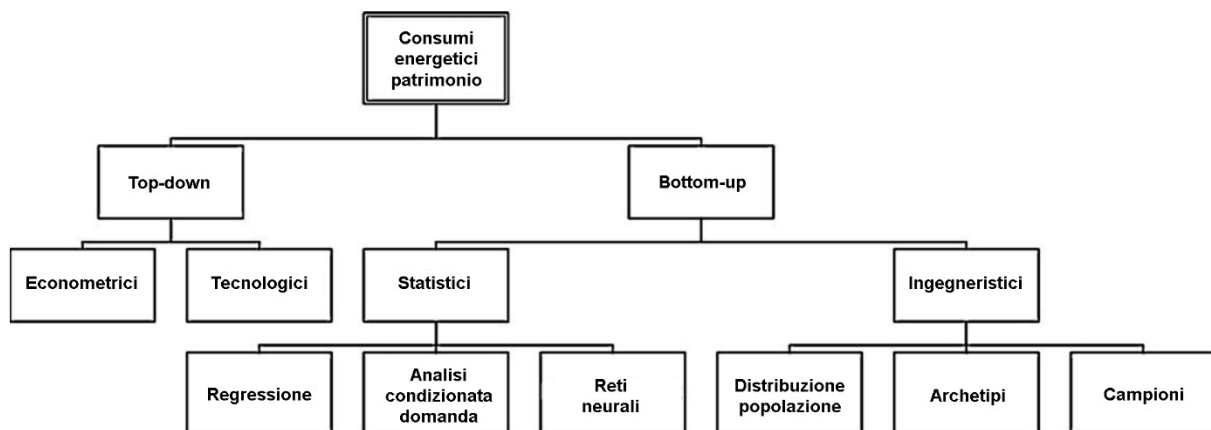 Consumi
energetici
patrimonio
Top-down
Bottom-up
Econometrici
Tecnologici
Statistici
Ingegneristici
Regressione
Analisi
condizionata
domanda
Reti
neurali
Distribuzione
popolazione
Archetipi
Campioni